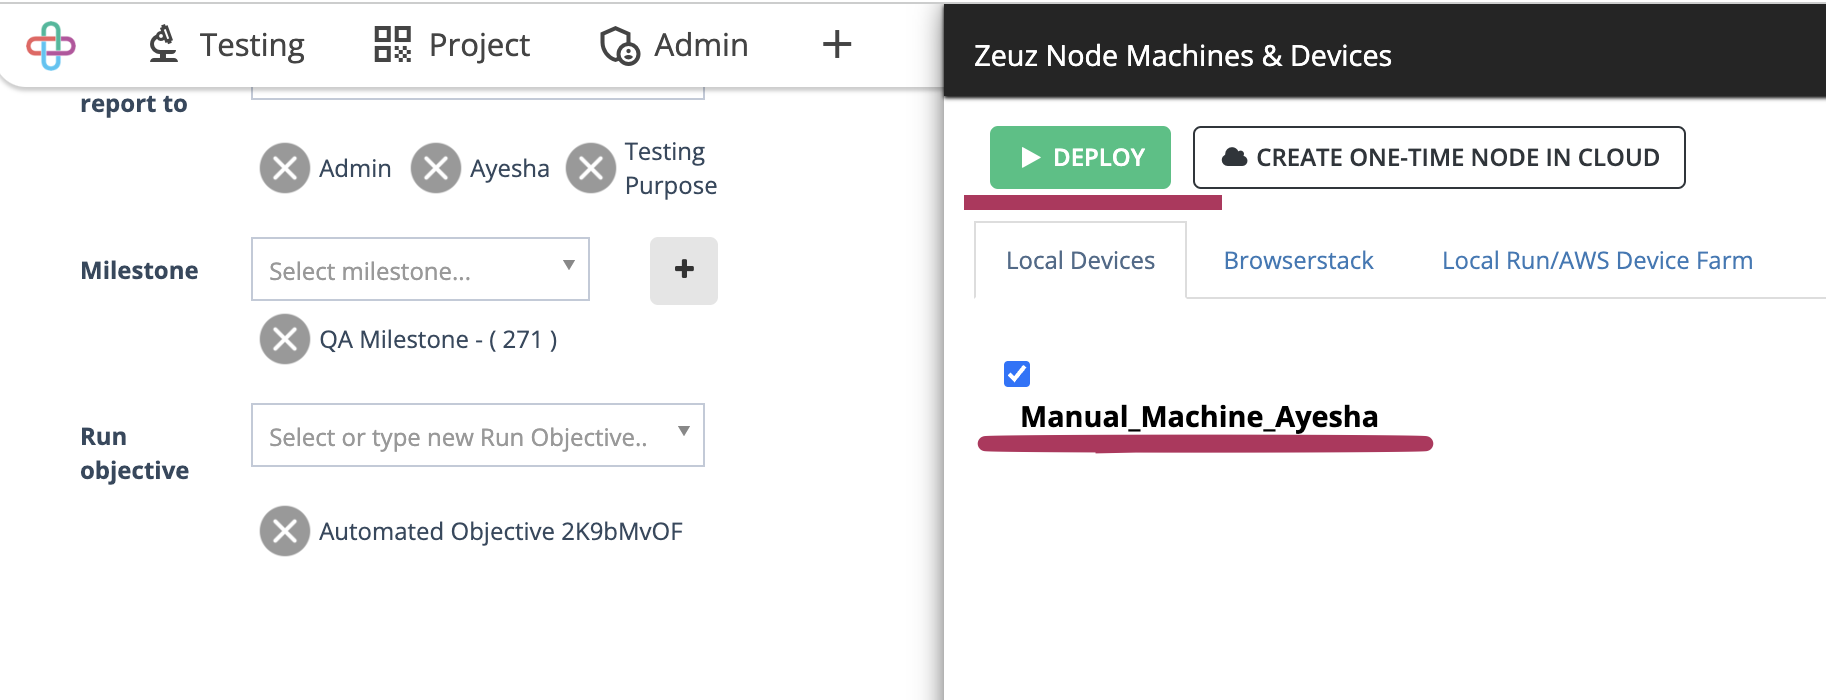 Testing
Project
Admin
report to
Admin
Ayesha
Testing
Purpose
Milestone
Select milestone...
QA Milestone - ( 271 )
Run
objective
Select or type new Run Objective..
Automated Objective 2K9bMvOF
Zeuz Node Machines & Devices
DEPLOY
CREATE ONE-TIME NODE IN CLOUD
Local Devices
Browserstack
Local Run/AWS Device Farm
Manual_Machine_Ayesha